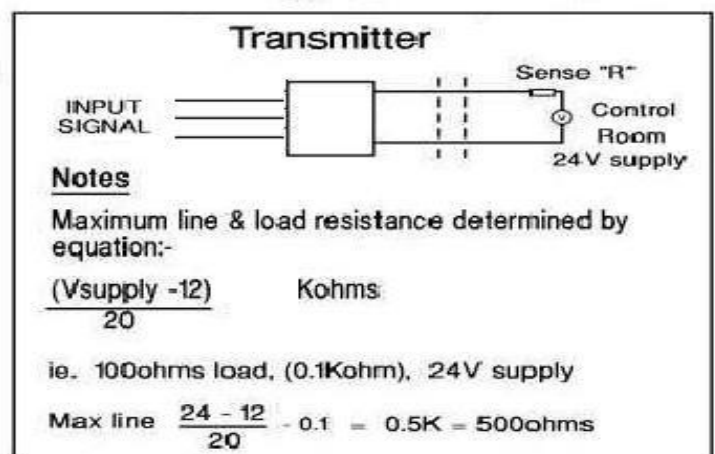 Transmitter
Sense "R"
INPUT
SIGNAL
Control
Room
24V supply
Notes
Maximum line & load resistance determined by
equation:-
(Vsupply -12) Kohms
20
ie. 100ohms load, (0.1Kohm), 24V supply
Max line 24 - 12 - 0.1 = 0.5K = 500ohms
20